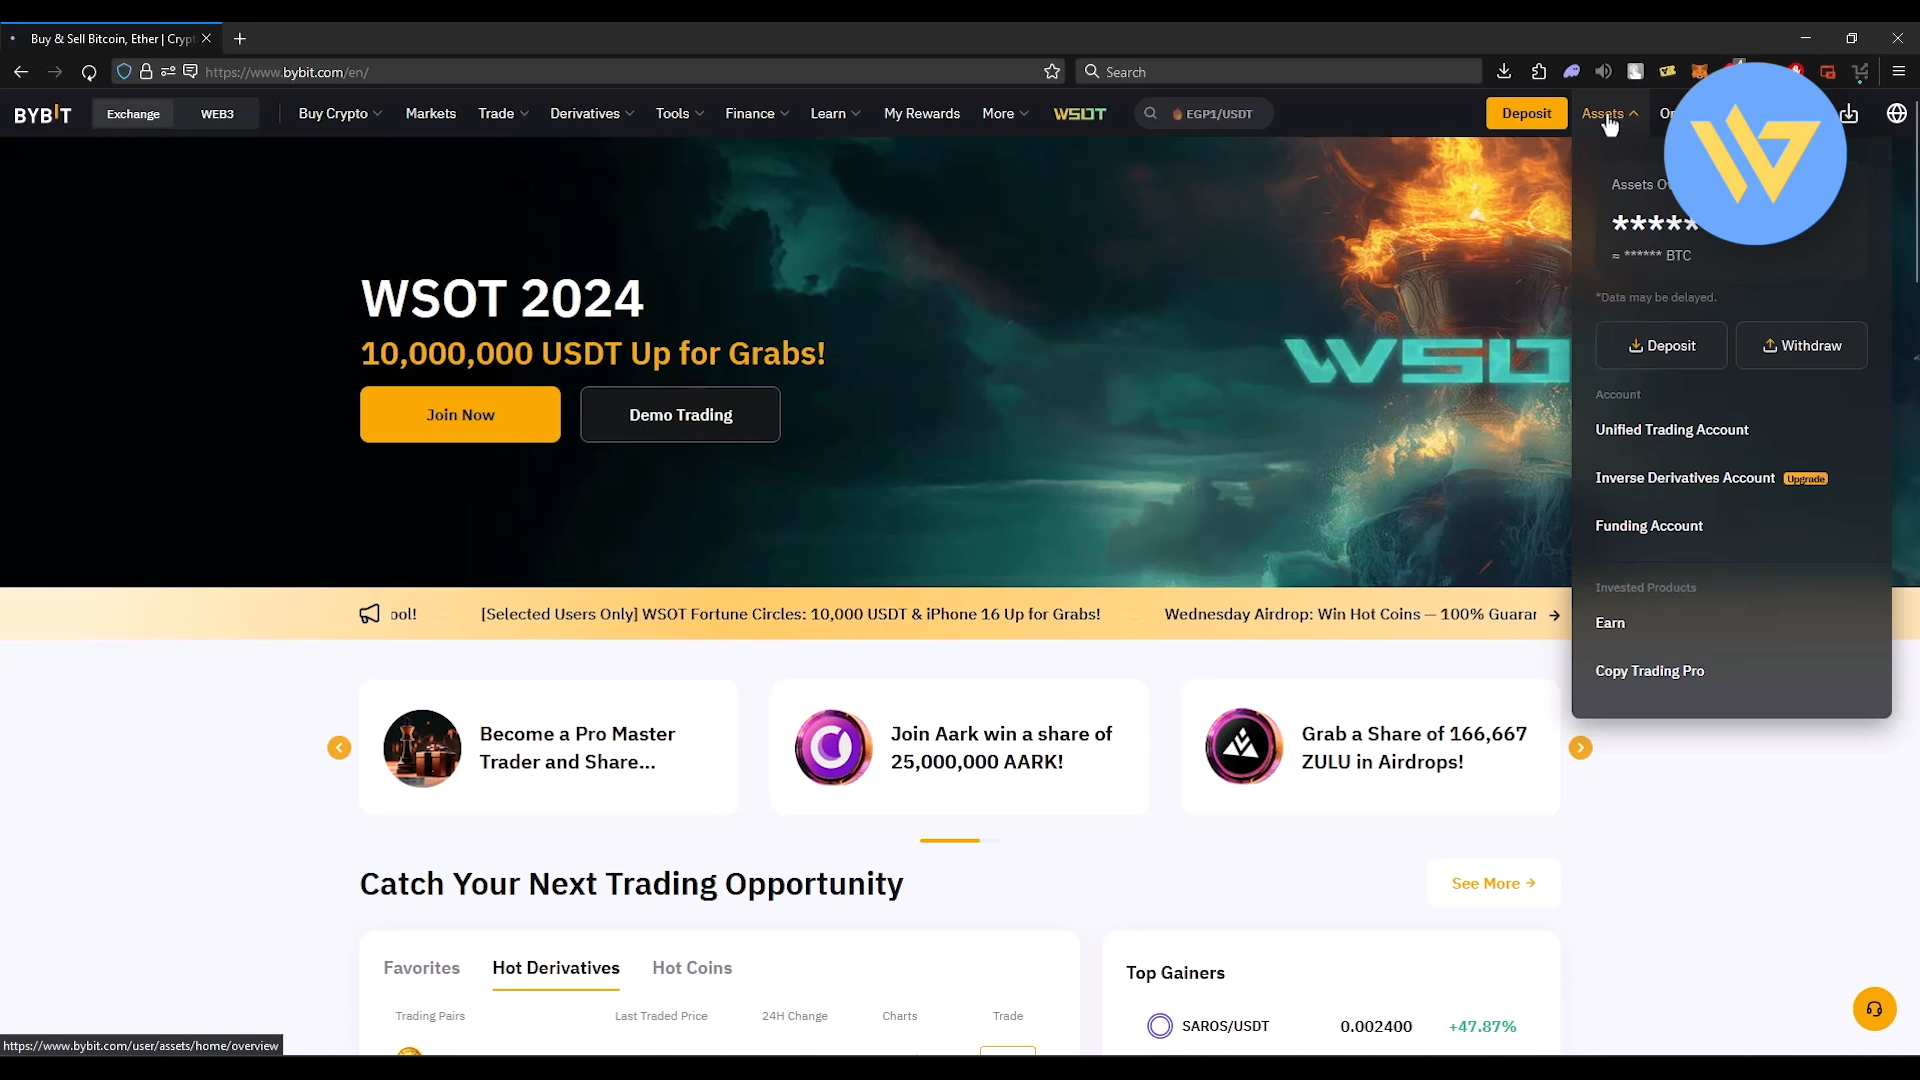 Buy & Sell Bitcoin, Ether | Crypt
https://www.bybit.com/en/
Search
BYBIT
Exchange
WEB3
Buy Crypto
Markets
Trade
Derivatives
Tools
Finance
Learn
My Rewards
More
WSOT
EGP1/USDT
Deposit
Assets
Or
WSOT 2024
10,000,000 USDT Up for Grabs!
Join Now
Demo Trading
WSOT
Assets Ov
*****
≈ ****** BTC
*Data may be delayed.
Deposit
Withdraw
Account
Unified Trading Account
Inverse Derivatives Account Upgrade
Funding Account
Invested Products
Earn
Copy Trading Pro
ool!
[Selected Users Only] WSOT Fortune Circles: 10,000 USDT & iPhone 16 Up for Grabs!
Wednesday Airdrop: Win Hot Coins — 100% Guarar
Become a Pro Master
Trader and Share...
Join Aark win a share of
25,000,000 AARK!
Grab a Share of 166,667
ZULU in Airdrops!
Catch Your Next Trading Opportunity
See More
Favorites
Hot Derivatives
Hot Coins
Trading Pairs
Last Traded Price
24H Change
Charts
Trade
Top Gainers
SAROS/USDT
0.002400
+47.87%
https://www.bybit.com/user/assets/home/overview